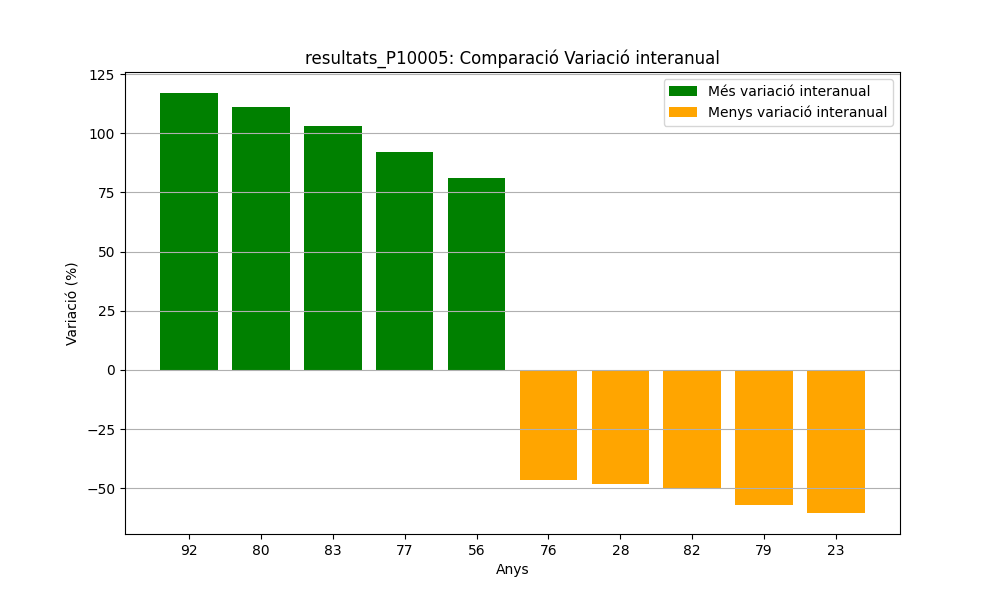 resultats_P10005: Comparació Variació interanual
Més variació interanual
Menys variació interanual
Variació (%)
125
100
75
50
25
0
−25
−50
92 80 83 77 56 76 28 82 79 23
Anys